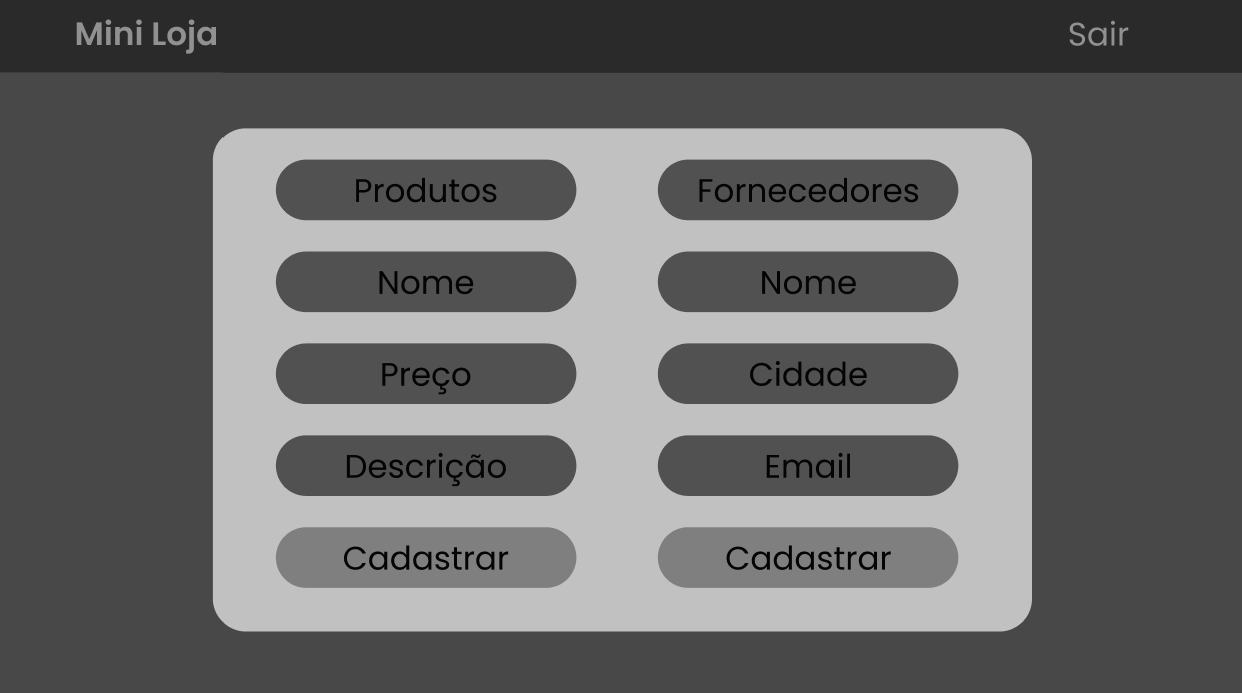 Mini Loja
Sair
Produtos
Fornecedores
Nome
Nome
Preço
Cidade
Descrição
Email
Cadastrar
Cadastrar